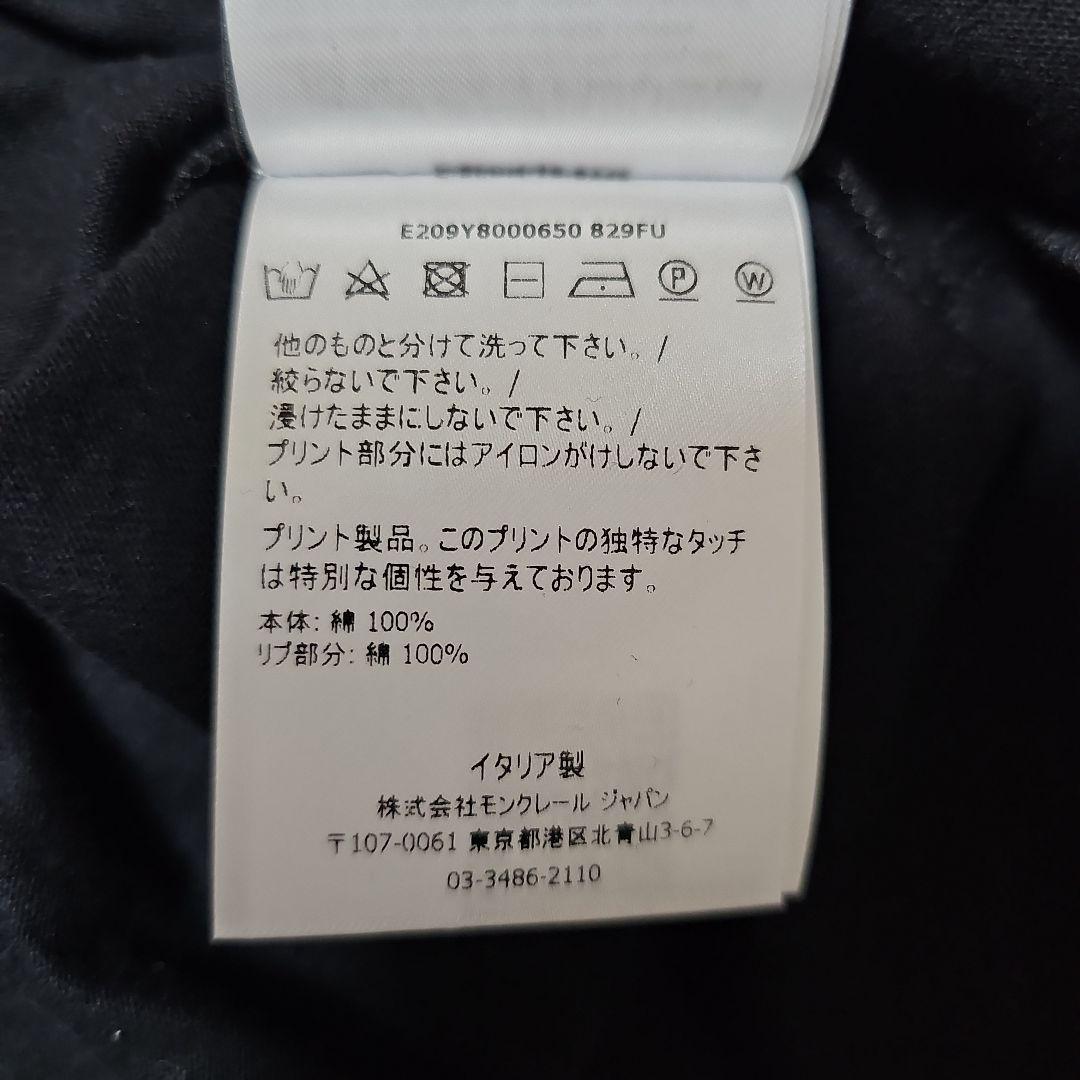 E209Y8000650 829FU
P W
他のものと分けて洗って下さい。/
絞らないで下さい。/
浸けたままにしないで下さい。/
プリント部分にはアイロンがけしないで下さ
い。
プリント製品。このプリントの独特なタッチ
は特別な個性を与えております。
本体: 綿 100%
リブ部分: 綿 100%
イタリア製
株式会社モンクレール ジャパン
〒107-0061 東京都港区北青山3-6-7
03-3486-2110